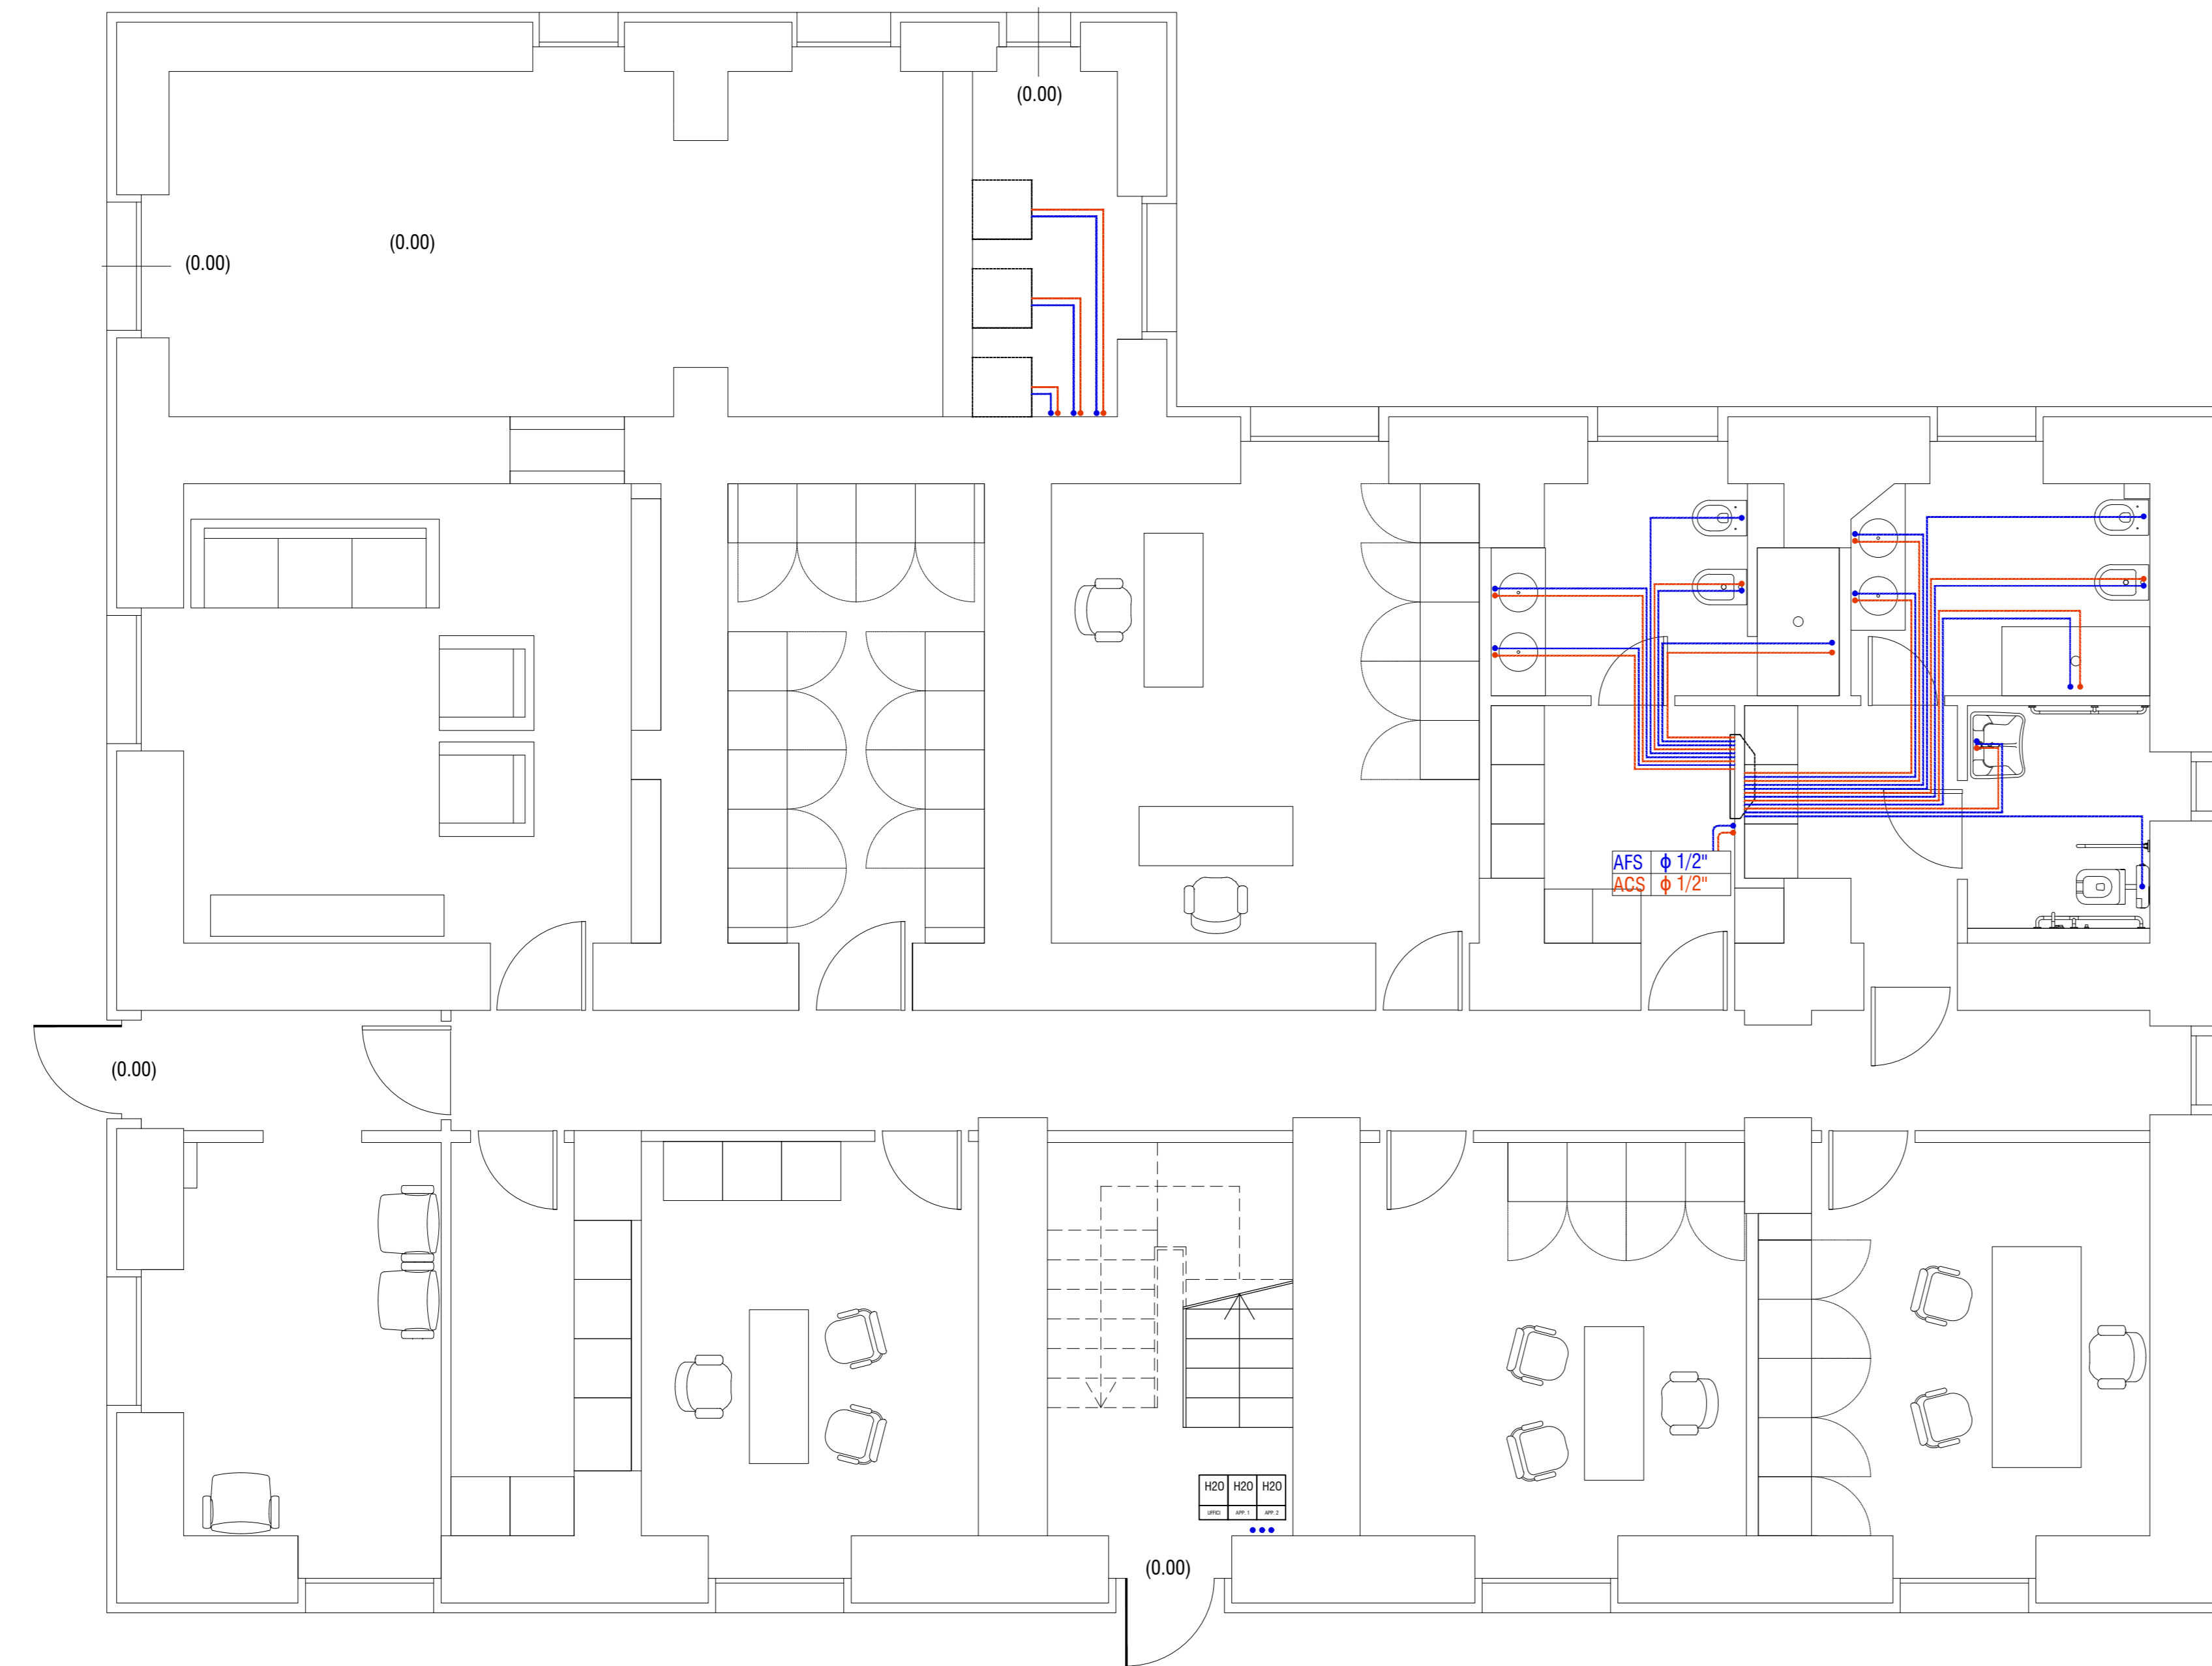 (0.00)
(0.00)
(0.00)
AFS ϕ 1/2"
ACS ϕ 1/2"
(0.00)
H2O H2O H2O
UFFICI APP. 1 APP. 2
(0.00)